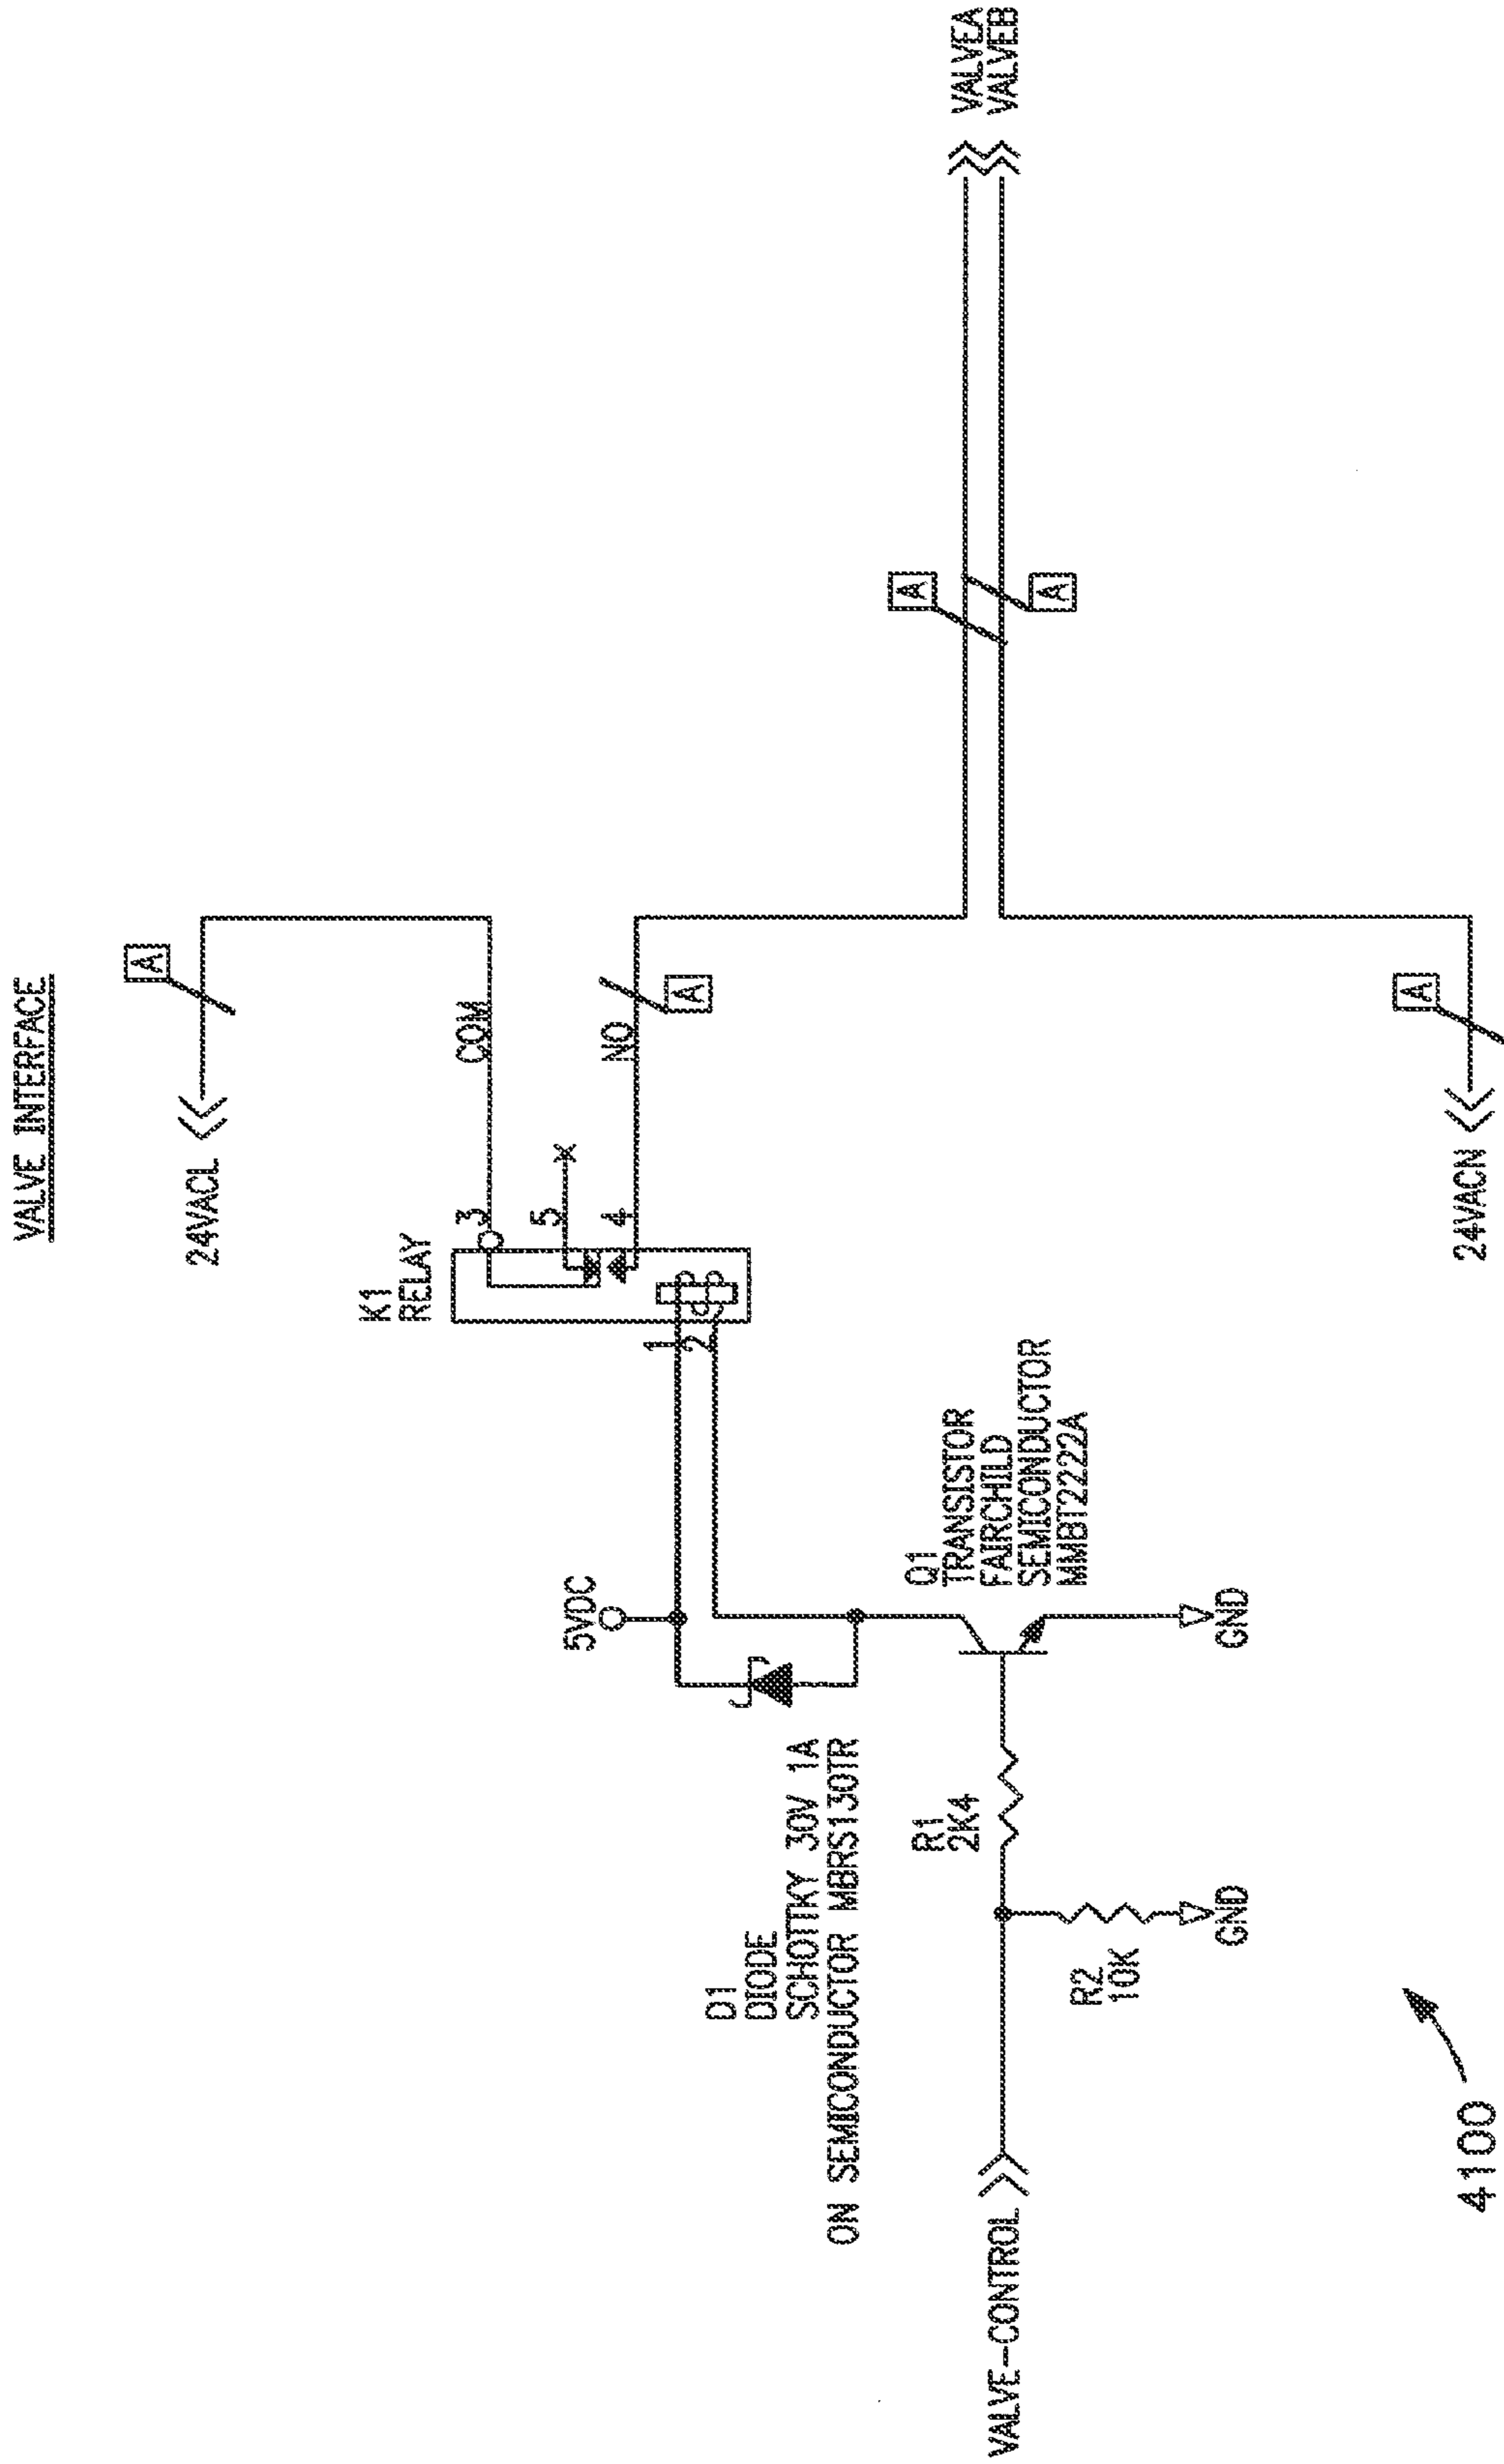 VALVE INTERFACE
24VACL
A
K1
RELAY
3
COM
5
4
NO
A
1
2
5VDC
D1
DIODE
SCHOTTKY 30V 1A
ON SEMICONDUCTOR MBRS130TR
Q1
TRANSISTOR
FAIRCHILD
SEMICONDUCTOR
MMBT2222A
R1
2K4
VALVE-CONTROL
R2
10K
GND
GND
A
A
VALVEA
VALVEB
24VACN
A
4100